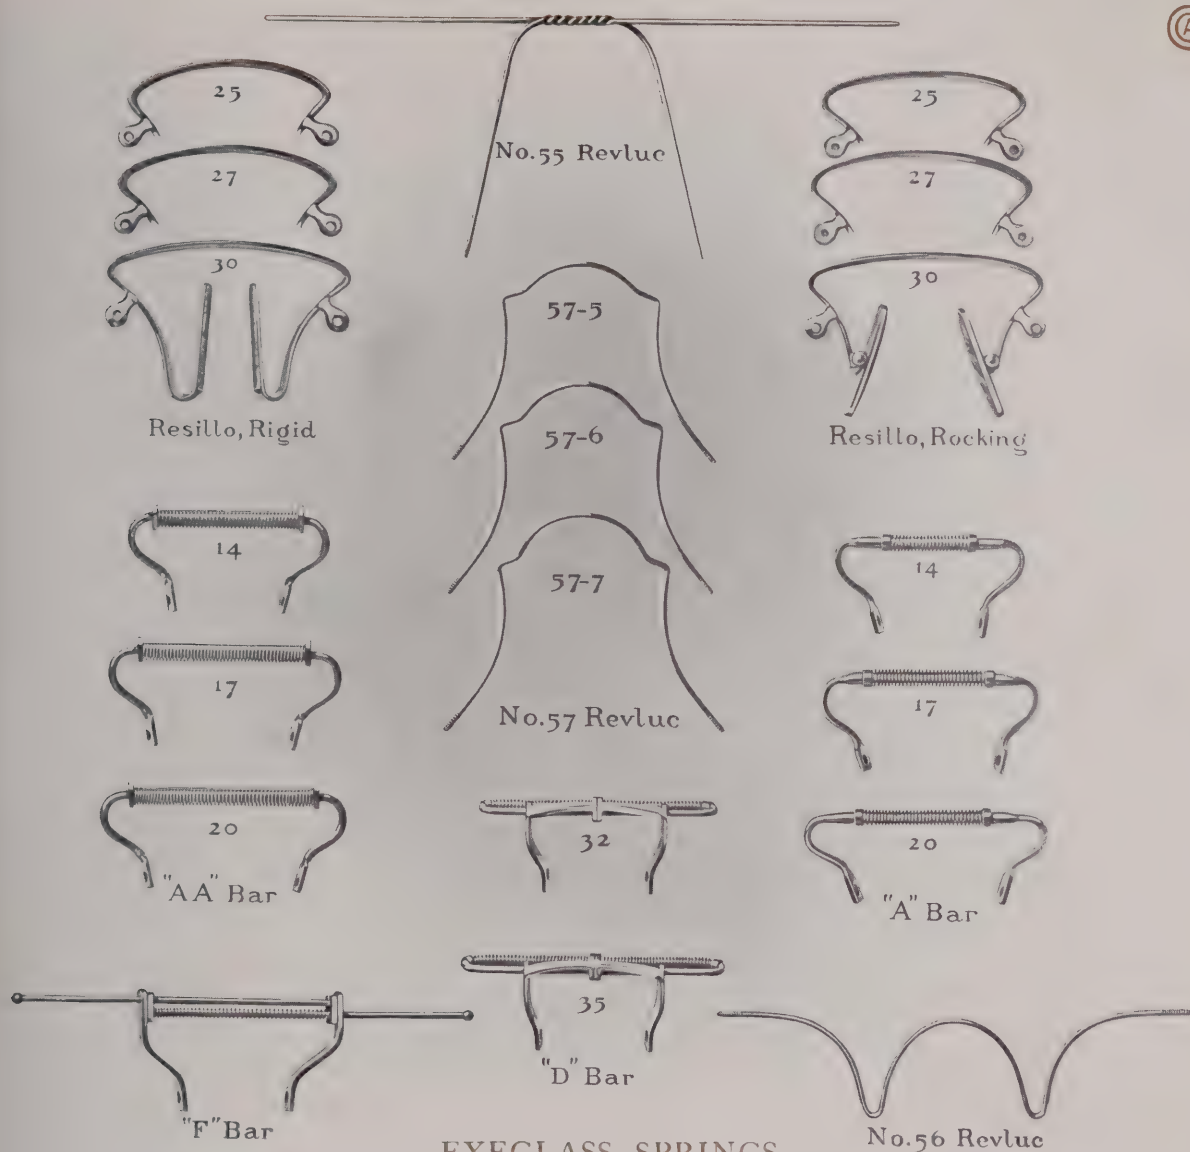 25
25
No.55 Revluc
27
27
30
30
57-5
Resillo, Rigid
57-6
Resillo, Rocking
14
14
57-7
17
17
No.57 Revluc
20
32
20
"AA" Bar
"A" Bar
35
"D" Bar
"F" Bar
No.56 Revluc
EYEGLASS SPRINGS